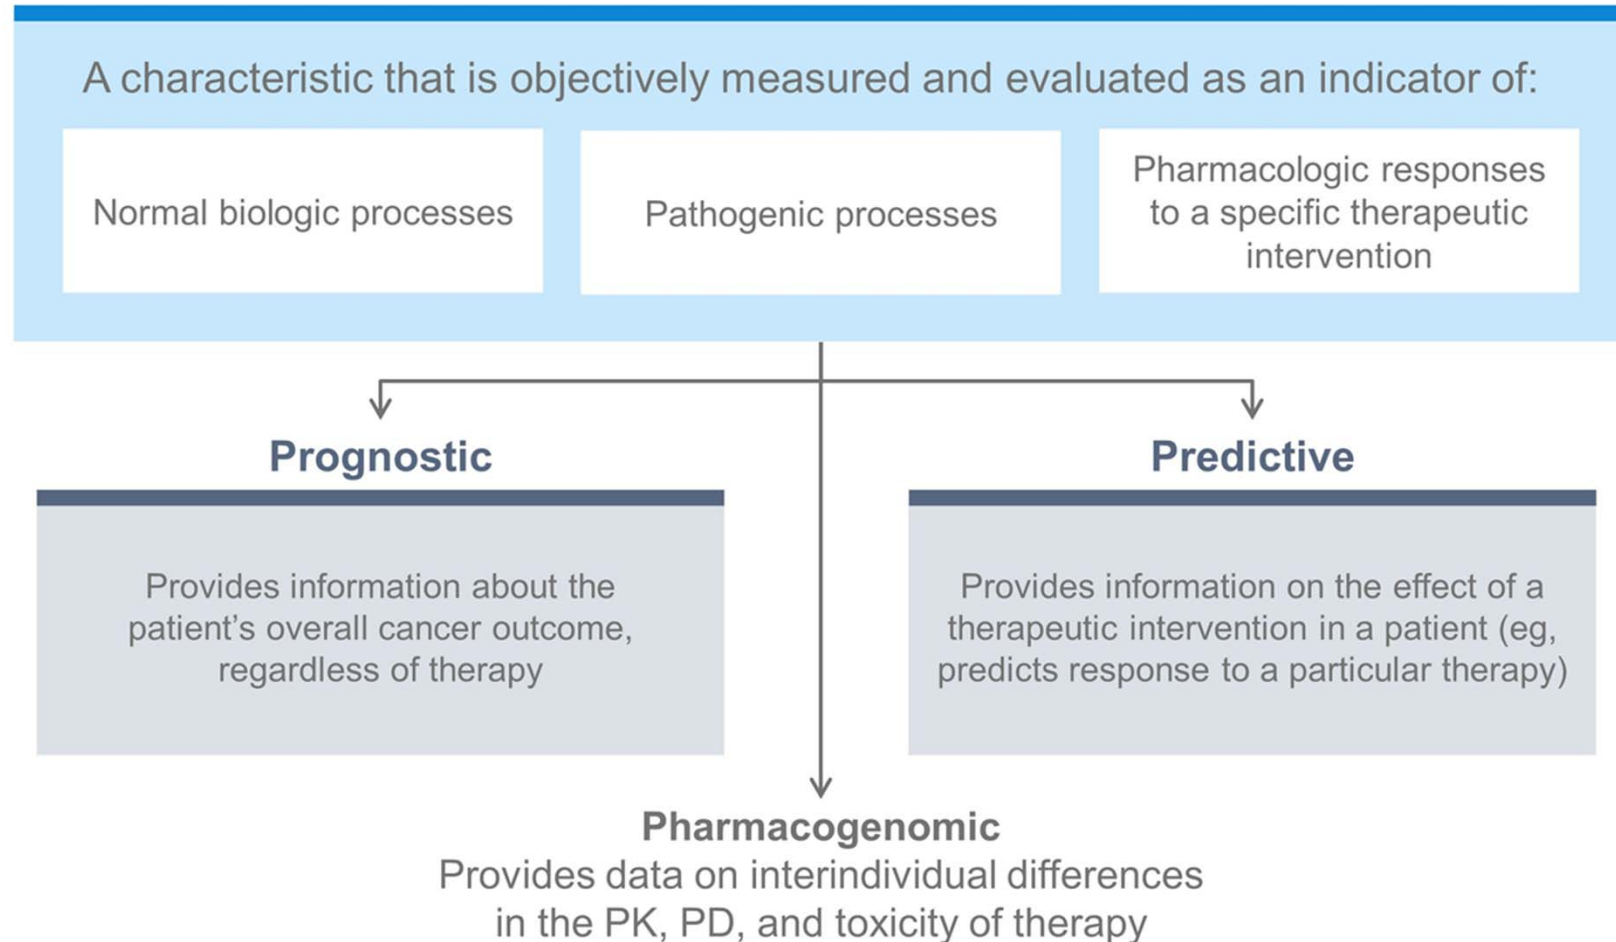 A characteristic that is objectively measured and evaluated as an indicator of:
Normal biologic processes
Pathogenic processes
Pharmacologic responses
to a specific therapeutic
intervention
Prognostic
Provides information about the
patient’s overall cancer outcome,
regardless of therapy
Predictive
Provides information on the effect of a
therapeutic intervention in a patient (eg,
predicts response to a particular therapy)
Pharmacogenomic
Provides data on interindividual differences
in the PK, PD, and toxicity of therapy